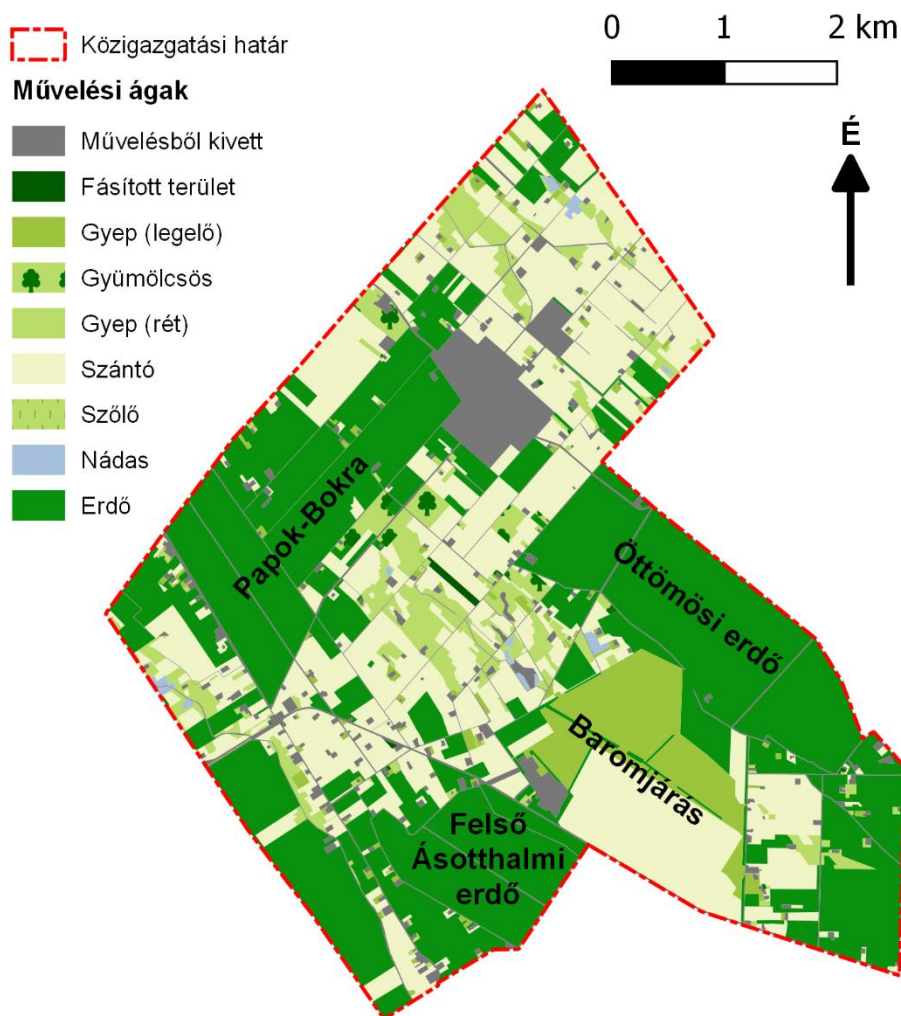 Közigazgatási határ
Művelési ágak
Művelésből kivett
Fásított terület
Gyep (legelő)
Gyümölcsös
Gyep (rét)
Szántó
Szőlő
Nádas
Erdő
0 1 2 km
É
Papok-Bokra
Öttömösi erdő
Baromjárás
Felső
Ásotthalmi
erdő